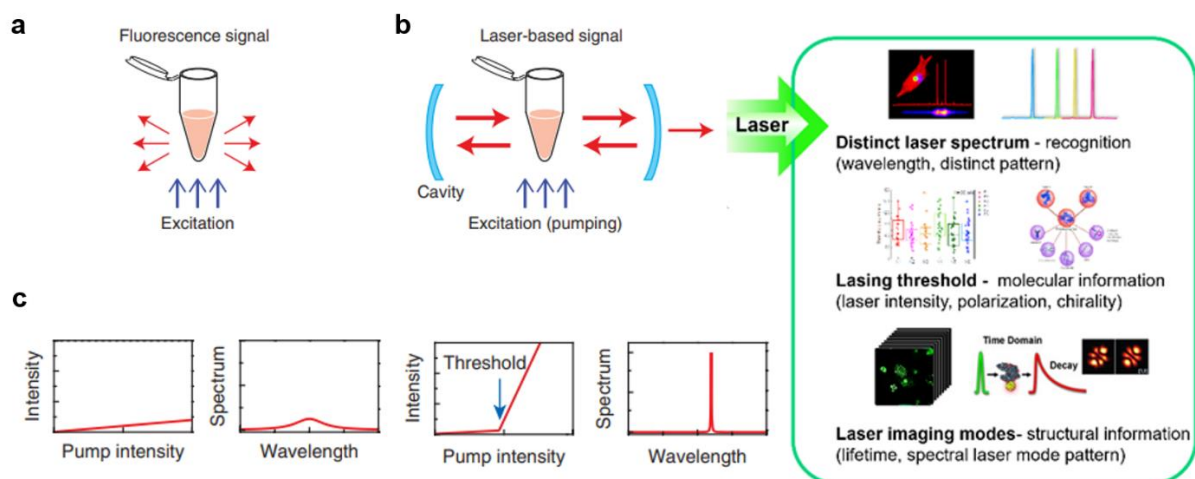 a
Fluorescence signal
Excitation
b
Laser-based signal
Cavity
Excitation (pumping)
Laser
Distinct laser spectrum - recognition
(wavelength, distinct pattern)
Lasing threshold - molecular information
(laser intensity, polarization, chirality)
Time Domain
Decay
Laser imaging modes- structural information
(lifetime, spectral laser mode pattern)
c
Intensity
Pump intensity
Spectrum
Wavelength
Intensity
Threshold
Pump intensity
Spectrum
Wavelength